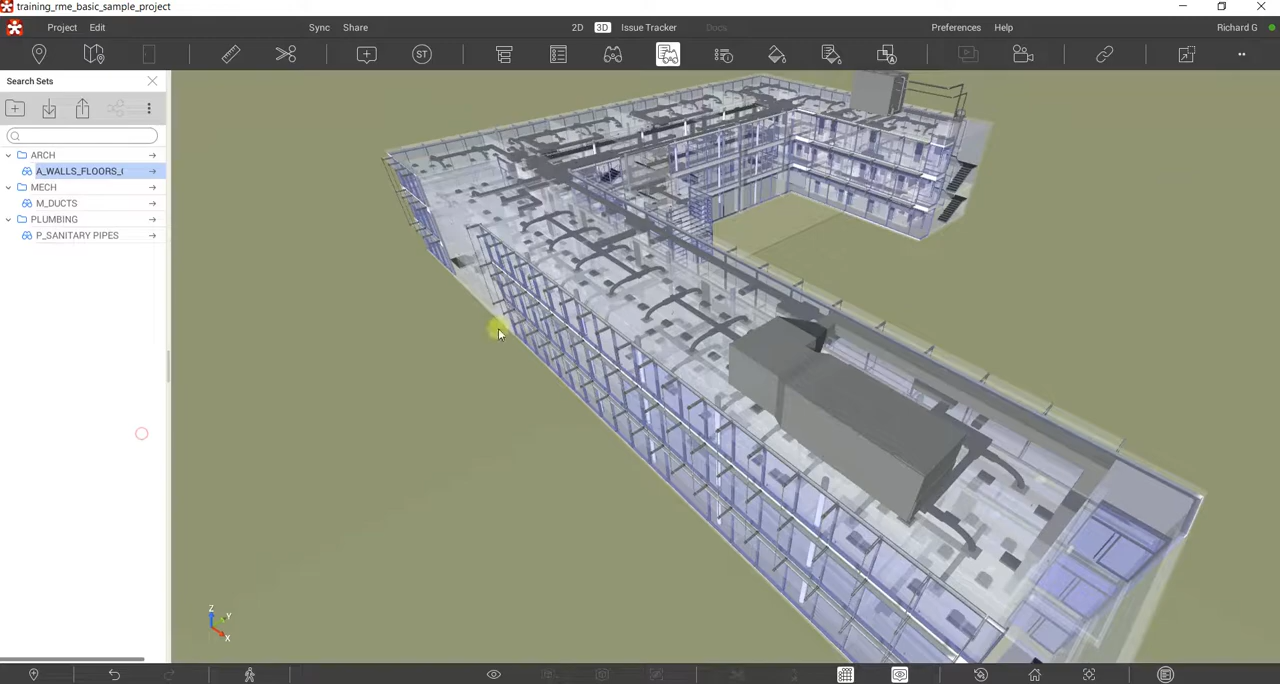 training_rme_basic_sample_project
Project Edit Sync Share 2D 3D Issue Tracker Docs Preferences Help Richard G
ST
Search Sets
ARCH
A_WALLS_FLOORS_
MECH
M_DUCTS
PLUMBING
P_SANITARY PIPES
Z
Y
X